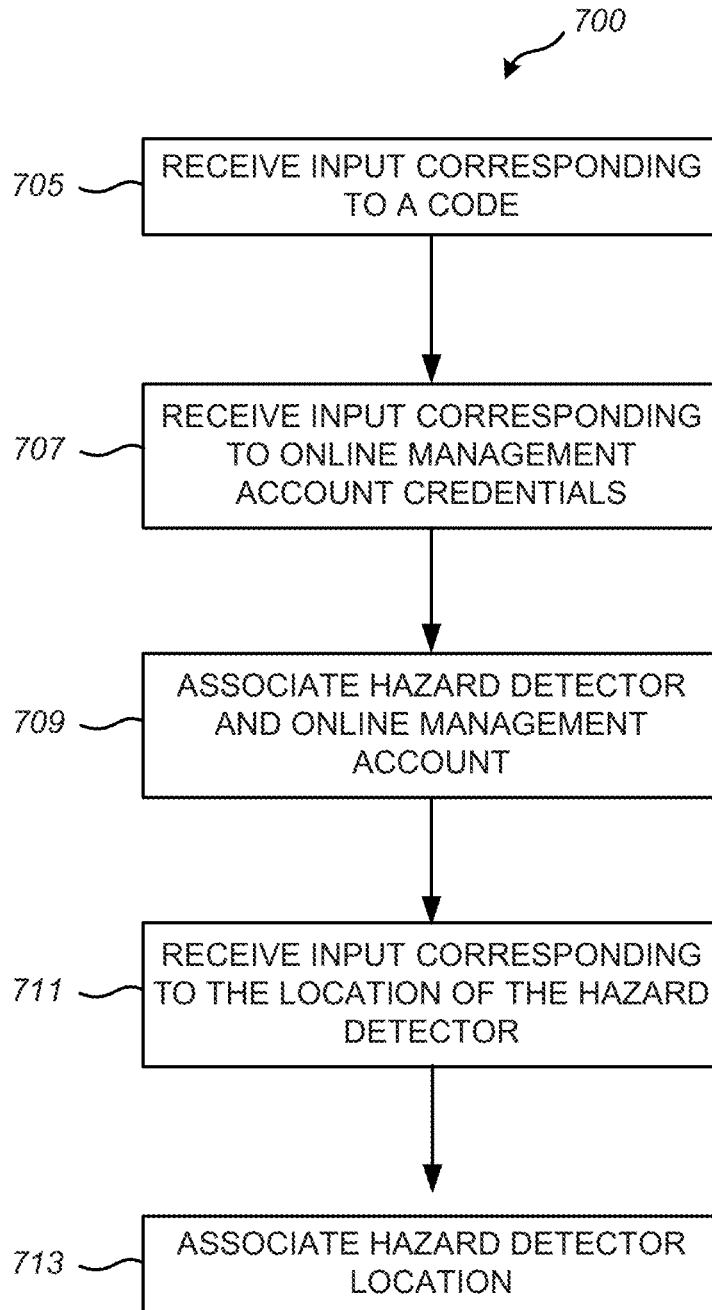 700
705
RECEIVE INPUT CORRESPONDING
TO A CODE
707
RECEIVE INPUT CORRESPONDING
TO ONLINE MANAGEMENT
ACCOUNT CREDENTIALS
709
ASSOCIATE HAZARD DETECTOR
AND ONLINE MANAGEMENT
ACCOUNT
711
RECEIVE INPUT CORRESPONDING
TO THE LOCATION OF THE HAZARD
DETECTOR
713
ASSOCIATE HAZARD DETECTOR
LOCATION